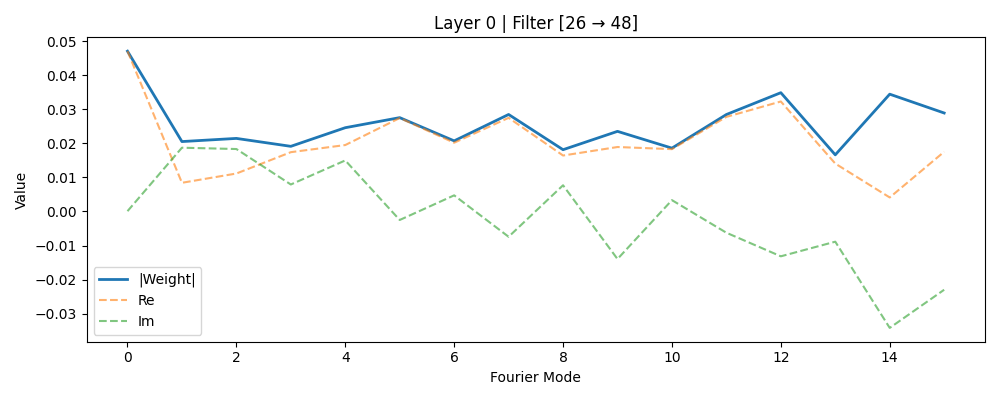 Layer 0 | Filter [26 → 48]
Value
0.05
0.04
0.03
0.02
0.01
0.00
−0.01
−0.02
−0.03
|Weight|
Re
Im
0 2 4 6 8 10 12 14
Fourier Mode